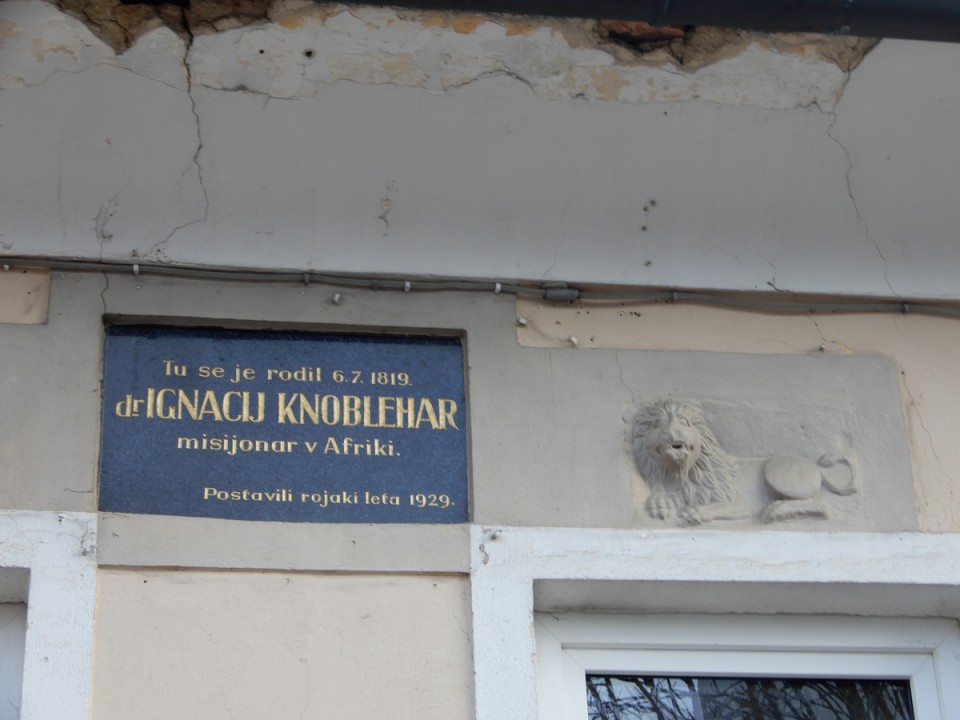 Tu se je rodil 6.7. 1819.
dr IGNACIJ KNOBLEHAR
misijonar v Afriki.
Postavili rojaki leta 1929.